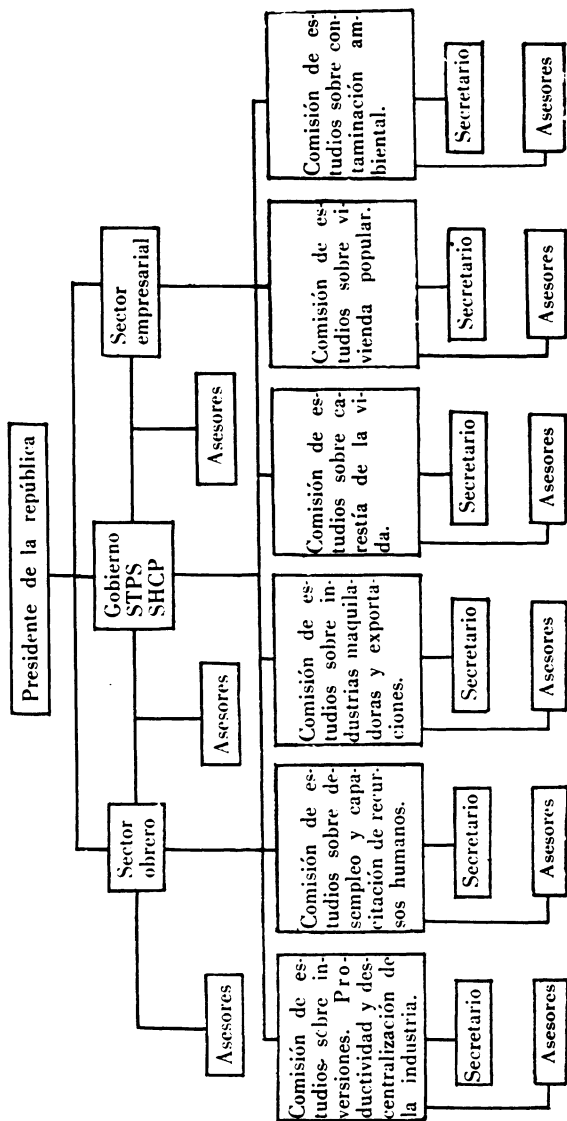 Presidente de la república
Sector
obrero
Gobierno
STPS
SHCP
Sector
empresarial
Asesores
Asesores
Asesores
Comisión de es-
tudios sobre in-
versiones. Pro-
ductividad y des-
centralización de
la industria.
Comisión de es-
tudios sobre de-
sempleo y capa-
citación de recur-
sos humanos.
Comisión de es-
tudios sobre in-
dustrias maquila-
doras y exporta-
ciones.
Comisión de es-
tudios sobre ca-
restía de la vi-
da.
Comisión de es-
tudios sobre vi-
vienda popular.
Comisión de es-
tudios sobre con-
taminación am-
biental.
Secretario
Secretario
Secretario
Secretario
Secretario
Secretario
Asesores
Asesores
Asesores
Asesores
Asesores
Asesores